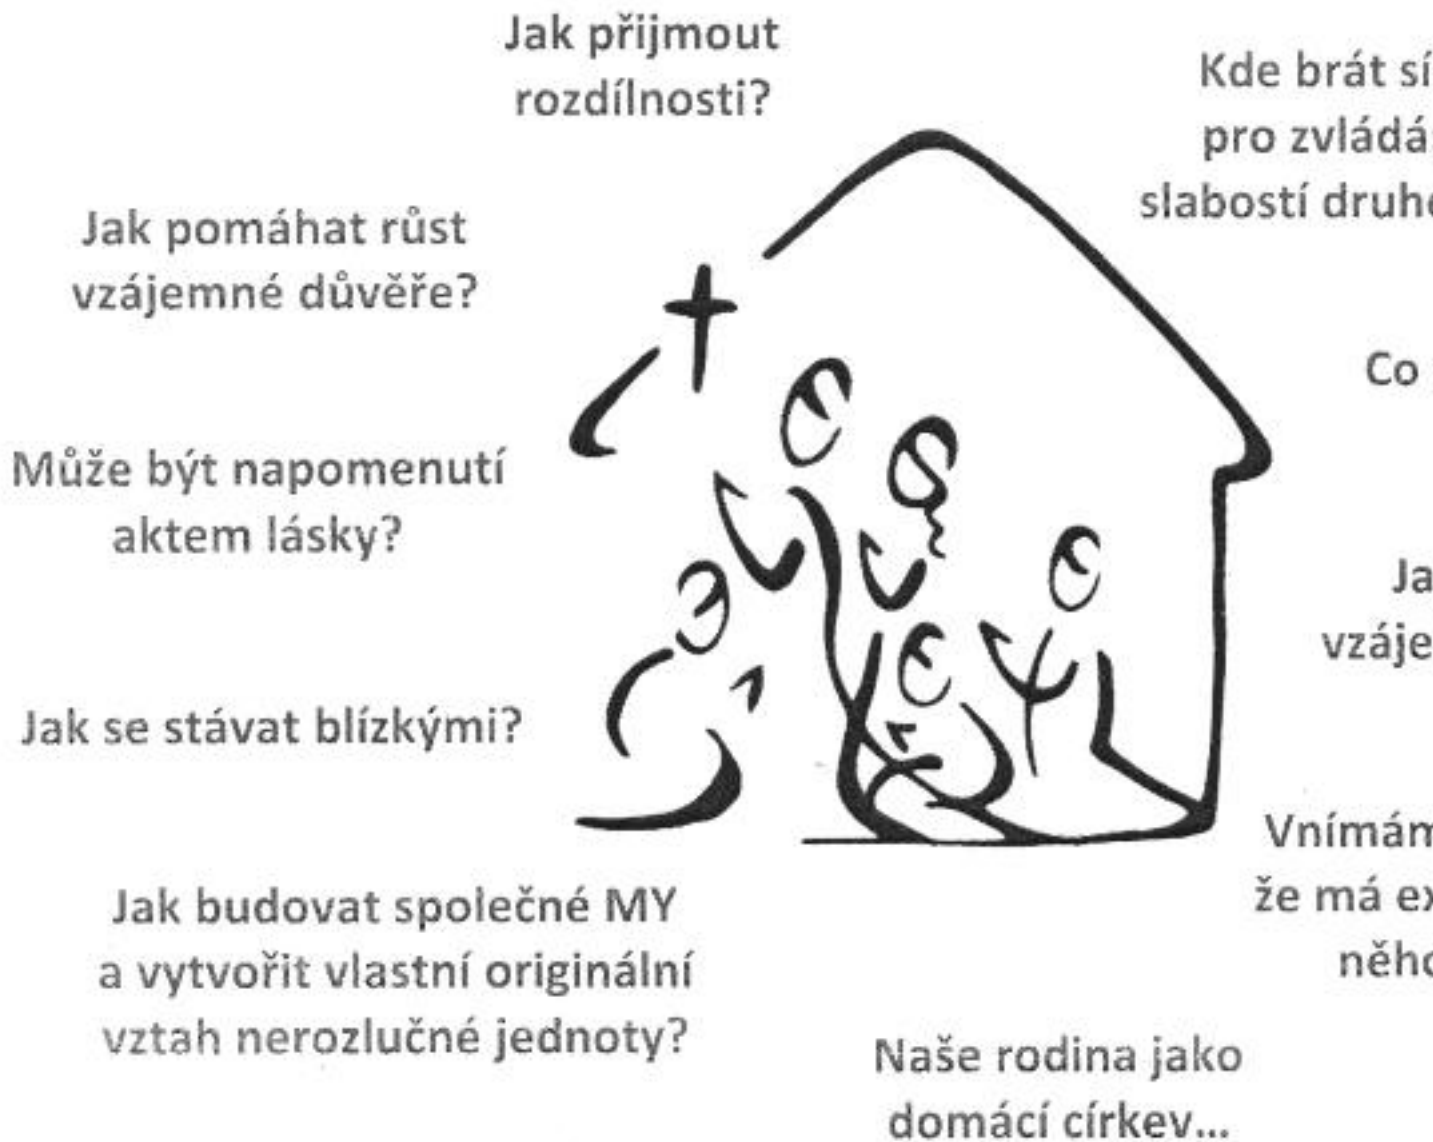 Jak přijmout
rozdílnosti?
Kde brát
pro
slabostí
Jak pomáhat růst
vzájemné důvěře?
Co
Může být napomenutí
aktem lásky?
Jak se stávat blízkými?
že má
Jak budovat společné MY
a vytvořit vlastní originální
vztah nerozlučné jednoty?
Naše rodina jako
domácí církev...